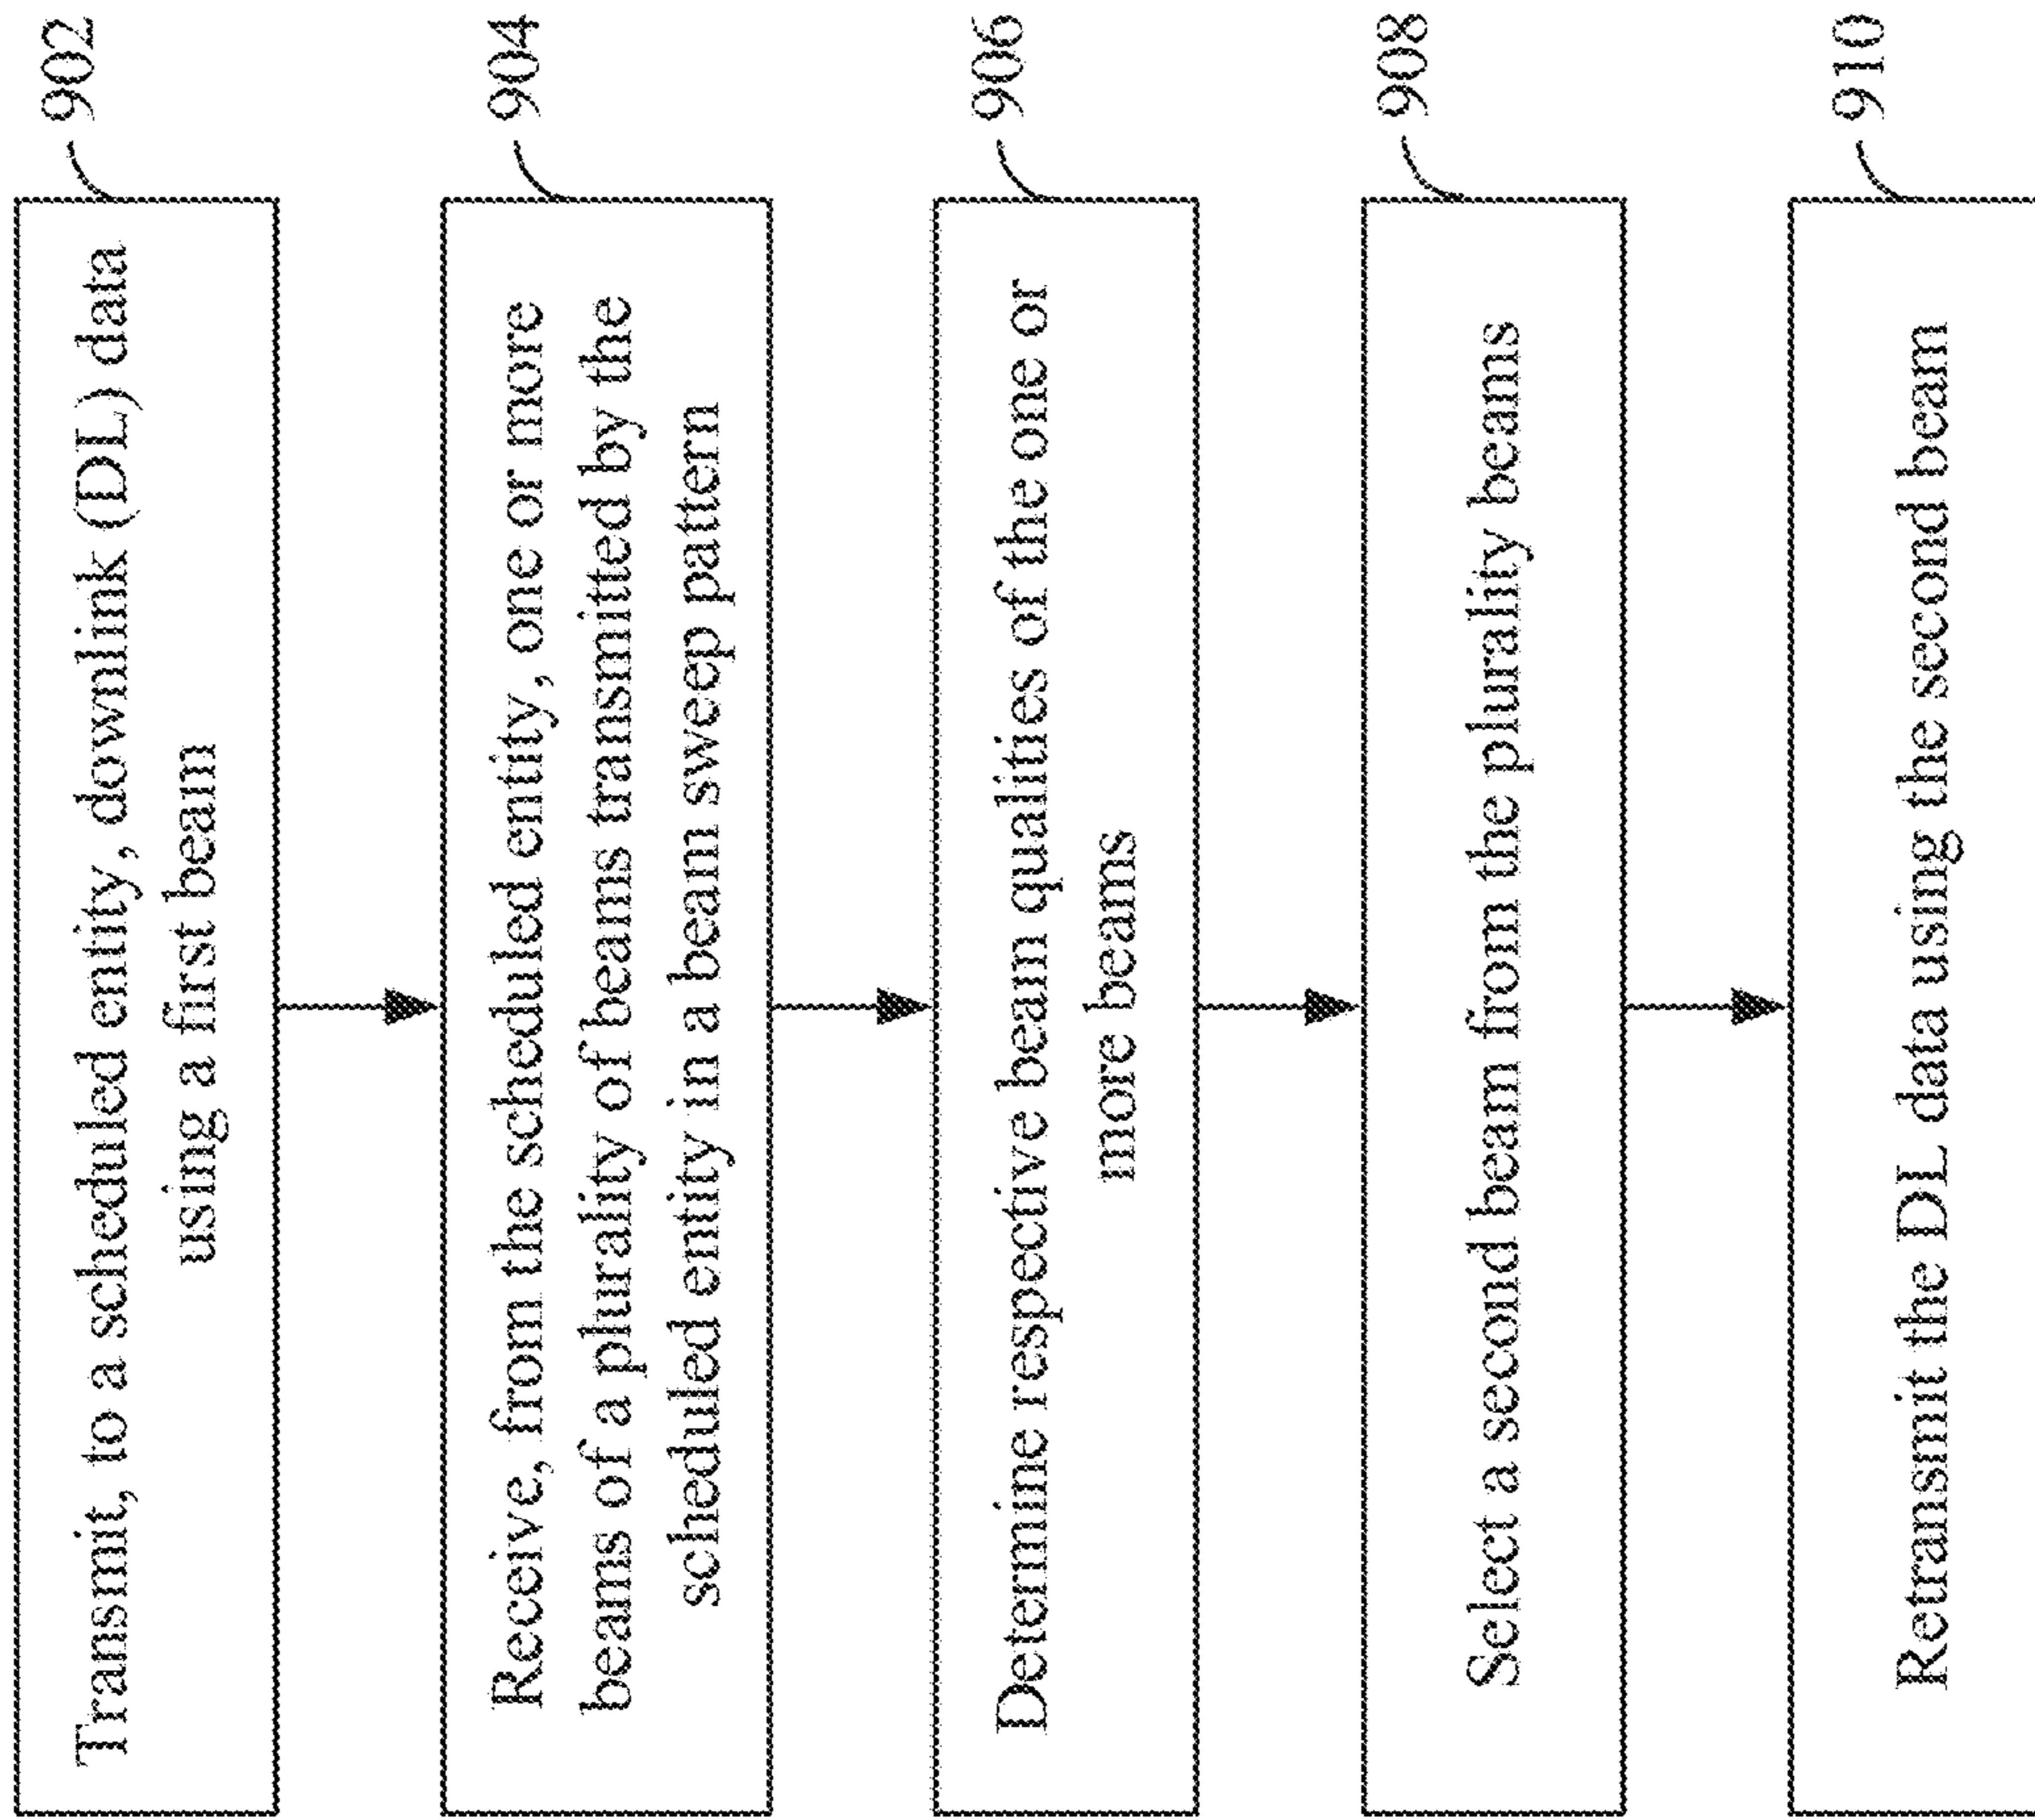 Transmit, to a scheduled entity, downlink (DL) data
using a first beam
902
Receive, from the scheduled entity, one or more
beams of a plurality of beams transmitted by the
scheduled entity in a beam sweep pattern
904
Determine respective beam qualities of the one or
more beams
906
Select a second beam from the plurality beams
908
Retransmit the DL data using the second beam
910